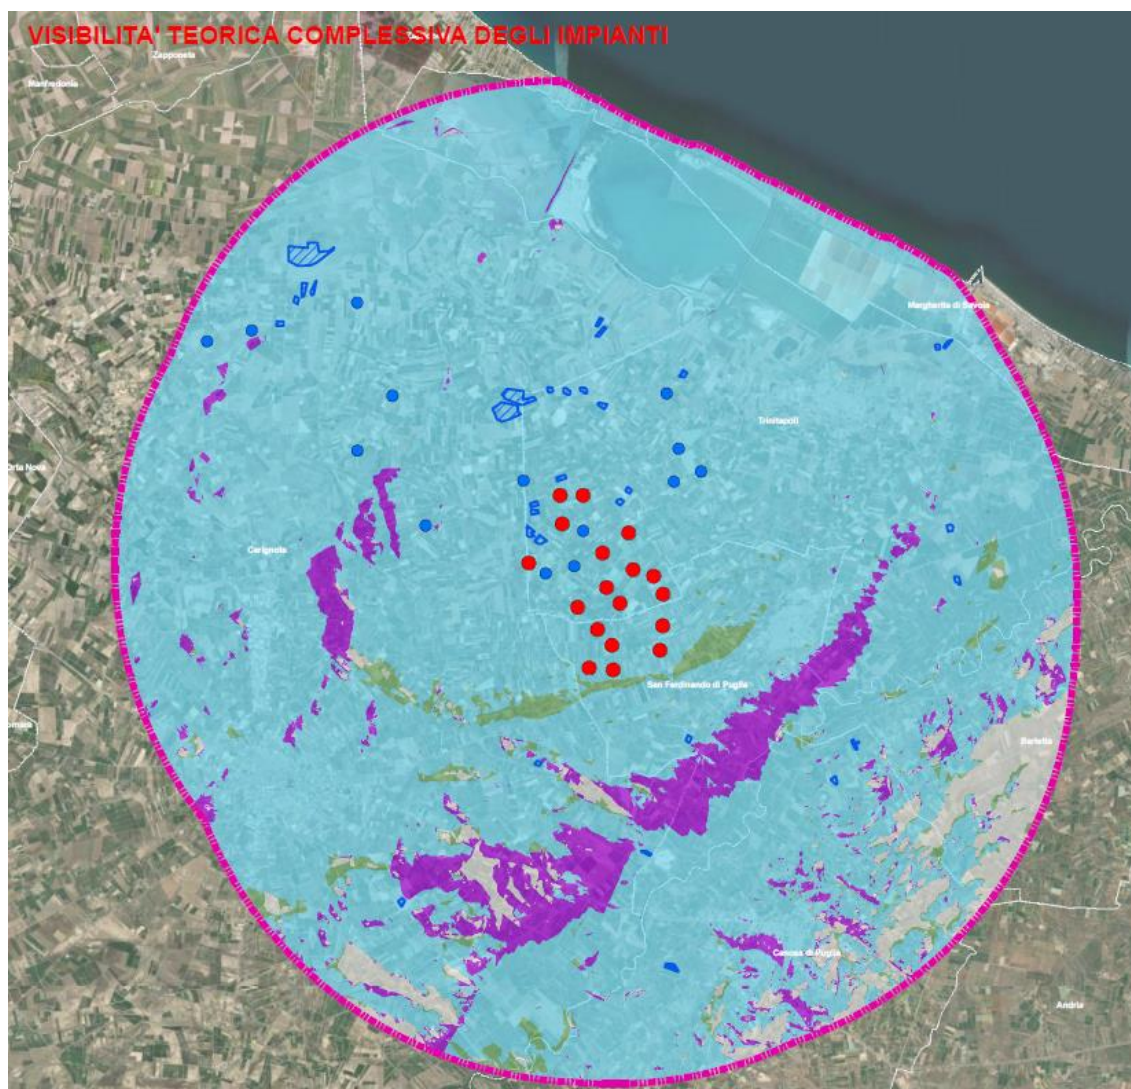 VISIBILITA' TEORICA COMPLESSIVA DEGLI IMPIANTI
Zapponeta
Manfredonia
Margherita di Savoia
Trinitapoli
Orta Nova
Cerignola
San Ferdinando di Puglia
Barletta
Canosa di Puglia
Andria